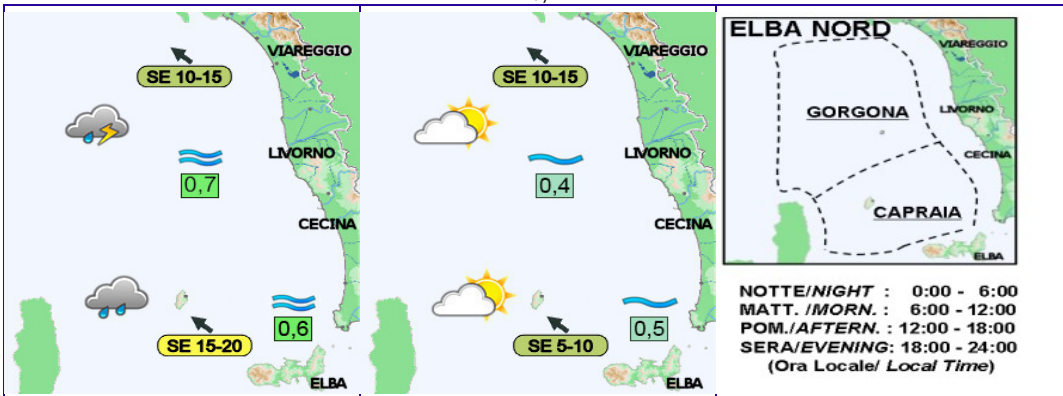 VIAREGGIO
SE 10-15
LIVORNO
0,7
CECINA
0,6
SE 15-20
ELBA
VIAREGGIO
SE 10-15
LIVORNO
0,4
CECINA
0,5
SE 5-10
ELBA
ELBA NORD
VIAREGGIO
GORGONA
LIVORNO
CECINA
CAPRAIA
ELBA
NOTTE/NIGHT : 0:00 - 6:00
MATT. /MORN. : 6:00 - 12:00
POM./AFTERN. : 12:00 - 18:00
SERA/EVENING: 18:00 - 24:00
(Ora Locale/ Local Time)